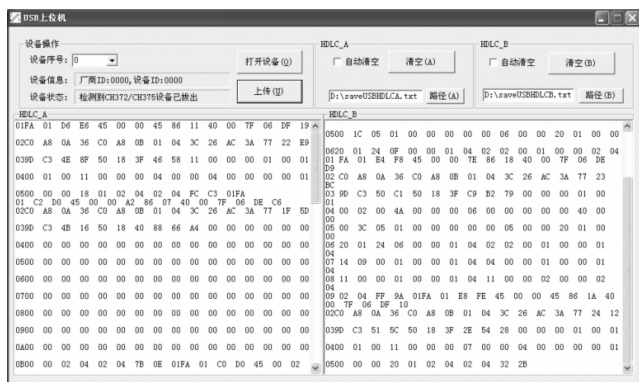 USB上位机
设备操作
设备序号: 0
打开设备(O)
设备信息: 厂商ID:0000,设备ID:0000
设备状态: 检测到CH372/CH375设备已拨出
上传(U)
HDLC_A
自动清空
清空(A)
D:\saveUSBHDLCA.txt
路径(A)
HDLC_B
自动清空
清空(B)
D:\saveUSBHDLCB.txt
路径(B)
HDLC_A
01FA 01 D6 E6 45 00 00 45 86 11 40 00 7F 06 DF 19
02C0 A8 0A 36 C0 A8 0B 01 04 3C 26 AC 3A 77 22 E9
039D C3 4E 8F 50 18 3F 46 58 11 00 00 00 01 00 01
0400 01 00 11 00 00 00 04 00 00 04 00 00 00 00 01
0500 00 00 18 01 02 04 02 04 FC C3 01FA
01 C2 D0 45 00 00 A2 86 07 40 00 7F 06 DE C6
02C0 A8 0A 36 C0 A8 0B 01 04 3C 26 AC 3A 77 1F 5D
039D C3 4B 16 50 18 40 88 66 A4 00 00 00 00 00 00
0400 00 00 00 00 00 00 00 00 00 00 00 00 00 00 00
0500 00 00 00 00 00 00 00 00 00 00 00 00 00 00 00
0600 00 00 00 00 00 00 00 00 00 00 00 00 00 00 00
0700 00 00 00 00 00 00 00 00 00 00 00 00 00 00 00
0800 00 00 00 00 00 00 00 00 00 00 00 00 00 00 00
0900 00 00 00 00 00 00 00 00 00 00 00 00 00 00 00
0A00 00 00 00 00 00 00 00 00 00 00 00 00 00 00 00
0B00 00 02 04 02 04 7B 0E 01FA 01 C0 D0 45 00 02
HDLC_B
0500 1C 05 01 00 00 00 00 00 06 00 00 20 01 00 00
0620 01 24 0F 00 00 01 04 02 02 00 01 00 00 02 04
01 FA 01 E4 F8 45 00 00 7E 86 18 40 00 7F 06 DE
D9
02 C0 A8 0A 36 C0 A8 0B 01 04 3C 26 AC 3A 77 23
BC
03 9D C3 50 C1 50 18 3F C9 B2 79 00 00 00 01 00
01
04 00 02 00 4A 00 00 00 06 00 00 00 00 00 40 00
00
05 00 3C 05 01 00 00 00 00 00 05 00 00 20 01 00
00
06 20 01 24 06 00 00 01 04 02 02 00 01 00 00 01
04
07 14 09 00 01 00 00 01 04 04 00 01 00 00 01
04
08 11 00 00 01 00 00 01 04 11 00 00 02 00 00 02
04
09 02 04 FF 9A 01FA 01 E8 FE 45 00 00 45 86 1A 40
00 7F 06 DF 10
02C0 A8 0A 36 C0 A8 0B 01 04 3C 26 AC 3A 77 24 12
039D C3 51 5C 50 18 3F 2E 54 28 00 00 00 01 00 01
0400 01 00 11 00 00 00 07 00 00 04 00 00 00 00 01
0500 00 00 20 01 02 04 02 04 32 2B